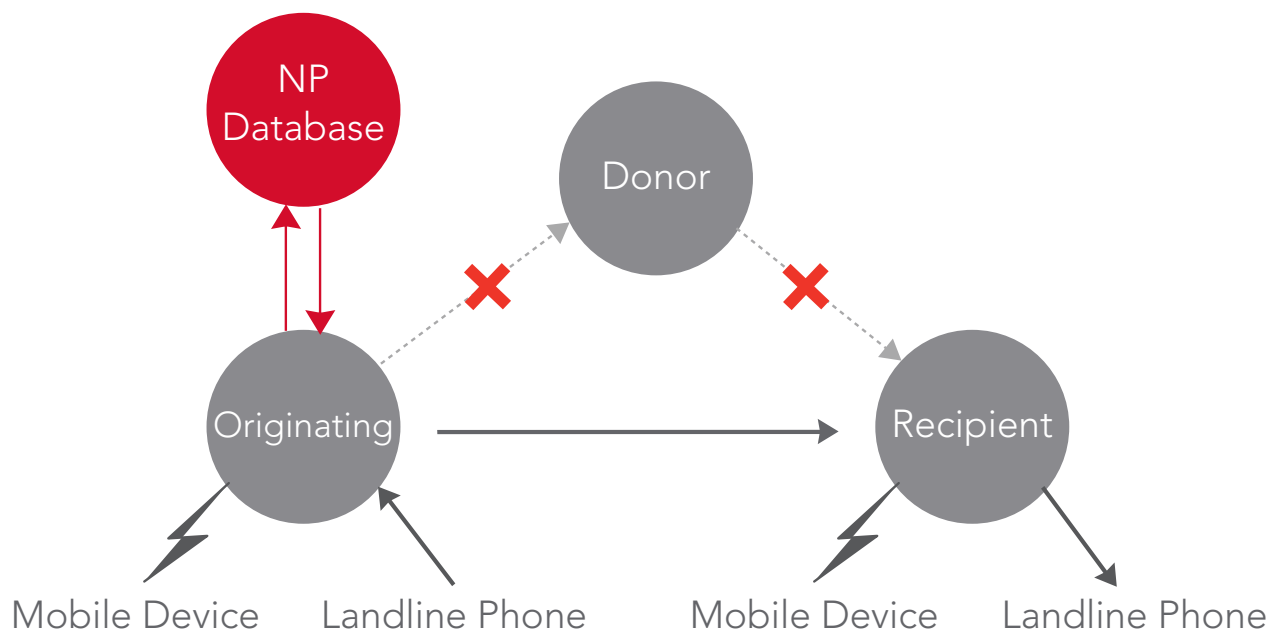 NP
Database
Donor
Originating
Recipient
Mobile Device
Landline Phone
Mobile Device
Landline Phone